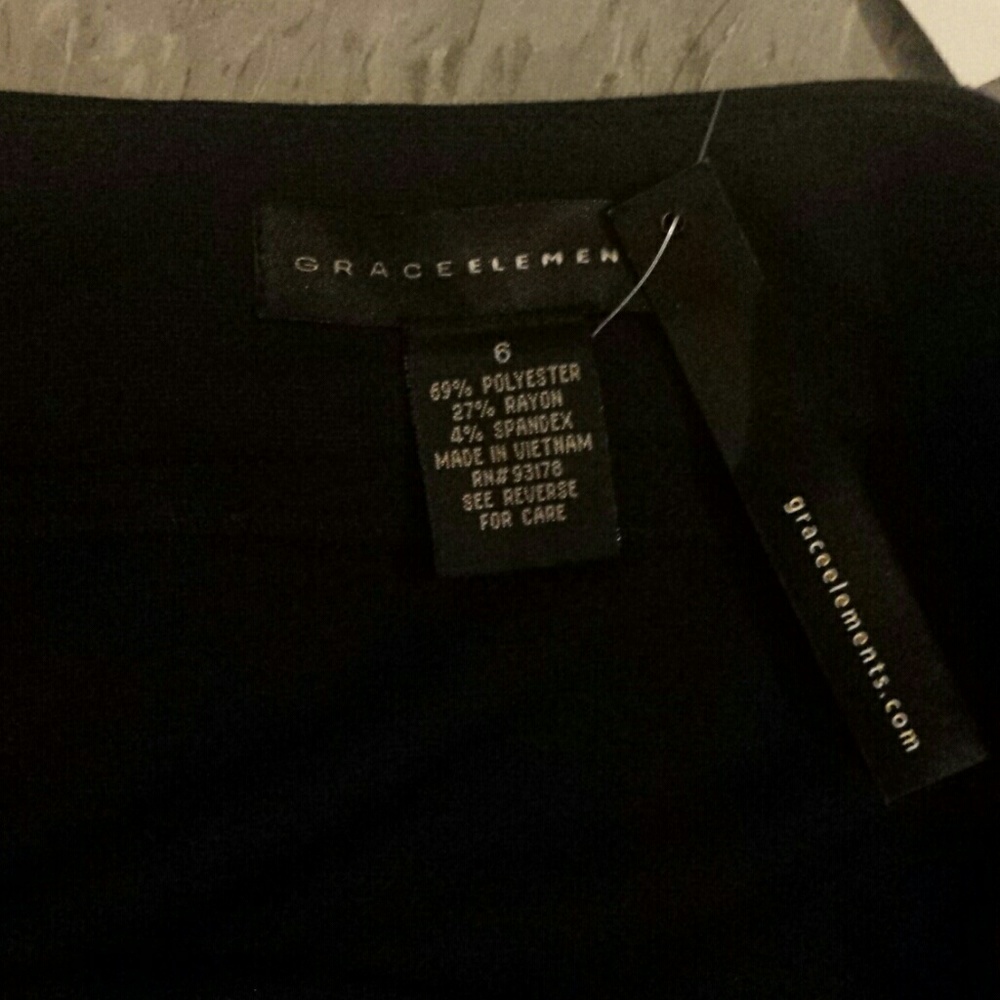 GRACEELEMEN
6
69% POLYESTER
27% RAYON
4% SPANDEX
MADE IN VIETNAM
RN# 93178
SEE REVERSE
FOR CARE
graceelements.com